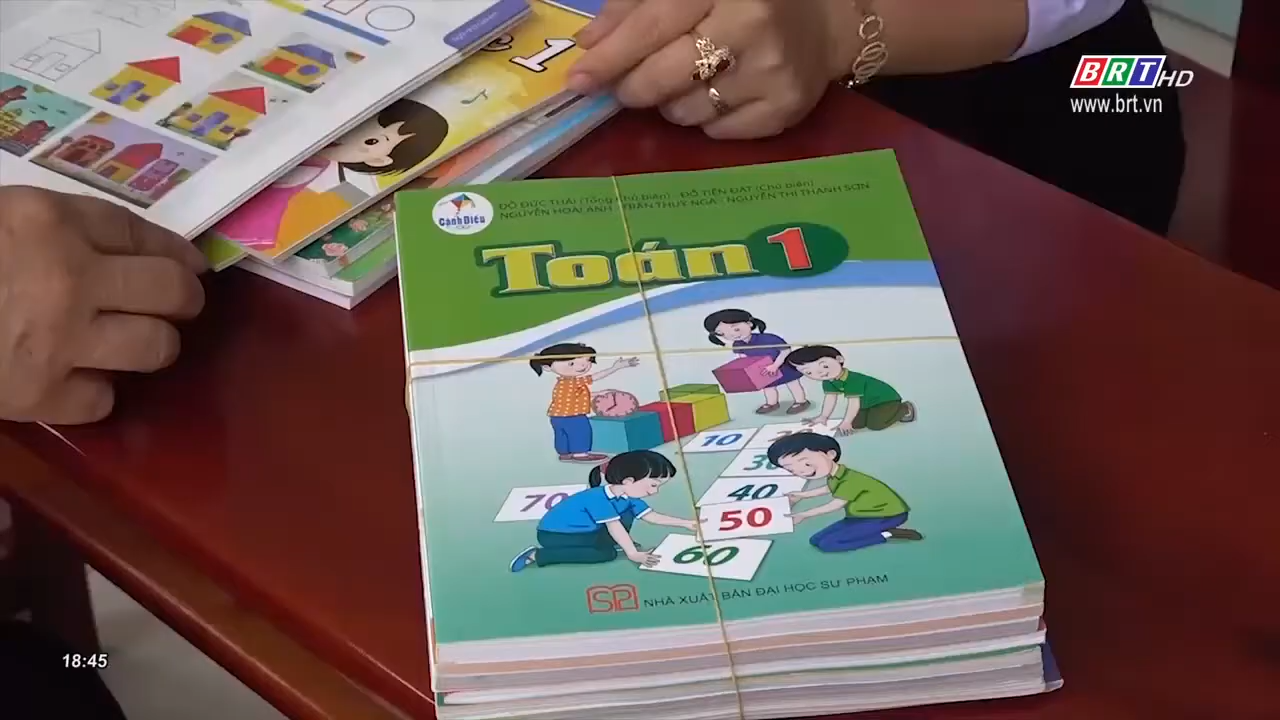 BRT HD
www.brt.vn
1
Cánh Diều
ĐỖ ĐỨC THÁI (Tổng Chủ biên) - ĐỖ TIẾN ĐẠT (Chủ biên)
NGUYỄN HOÀI ANH - TRẦN THÚY NGA - NGUYỄN THỊ THANH SƠN
Toán 1
10
30
40
70
50
60
SP
NHÀ XUẤT BẢN ĐẠI HỌC SƯ PHẠM
18:45